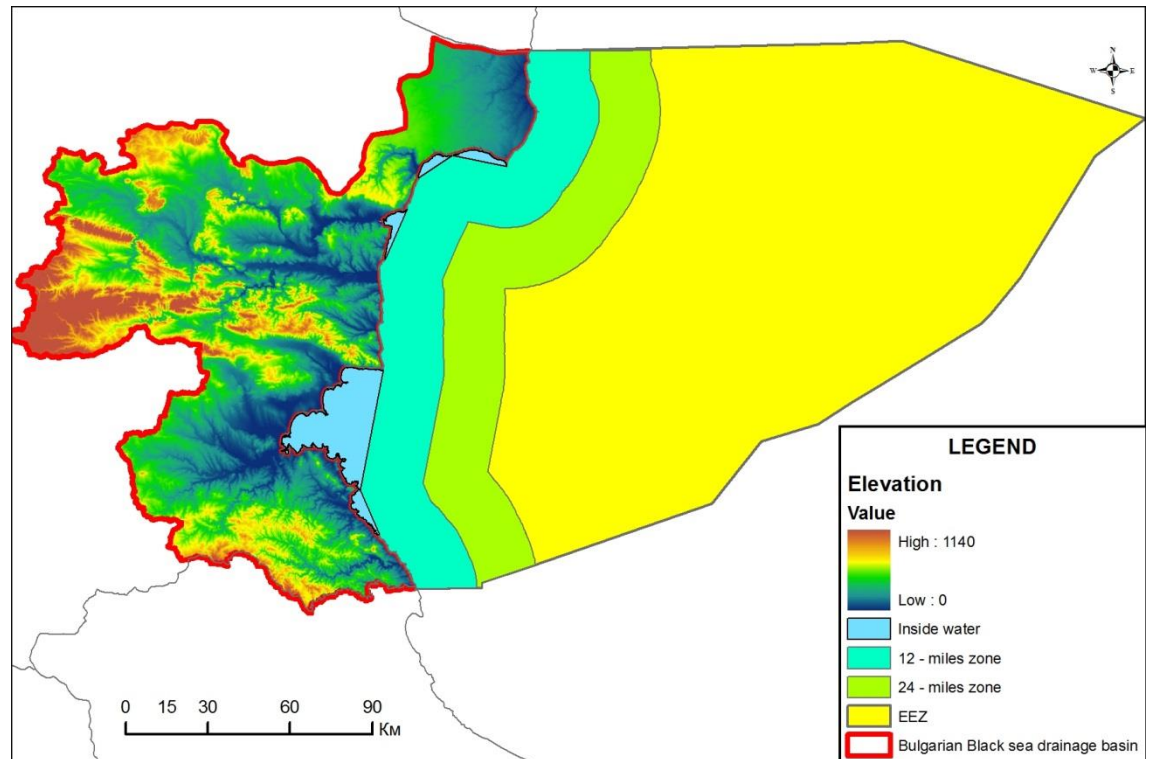 N
W E
S
LEGEND
Elevation
Value
High : 1140
Low : 0
Inside water
12 - miles zone
24 - miles zone
EEZ
Bulgarian Black sea drainage basin
0 15 30 60 90
Км